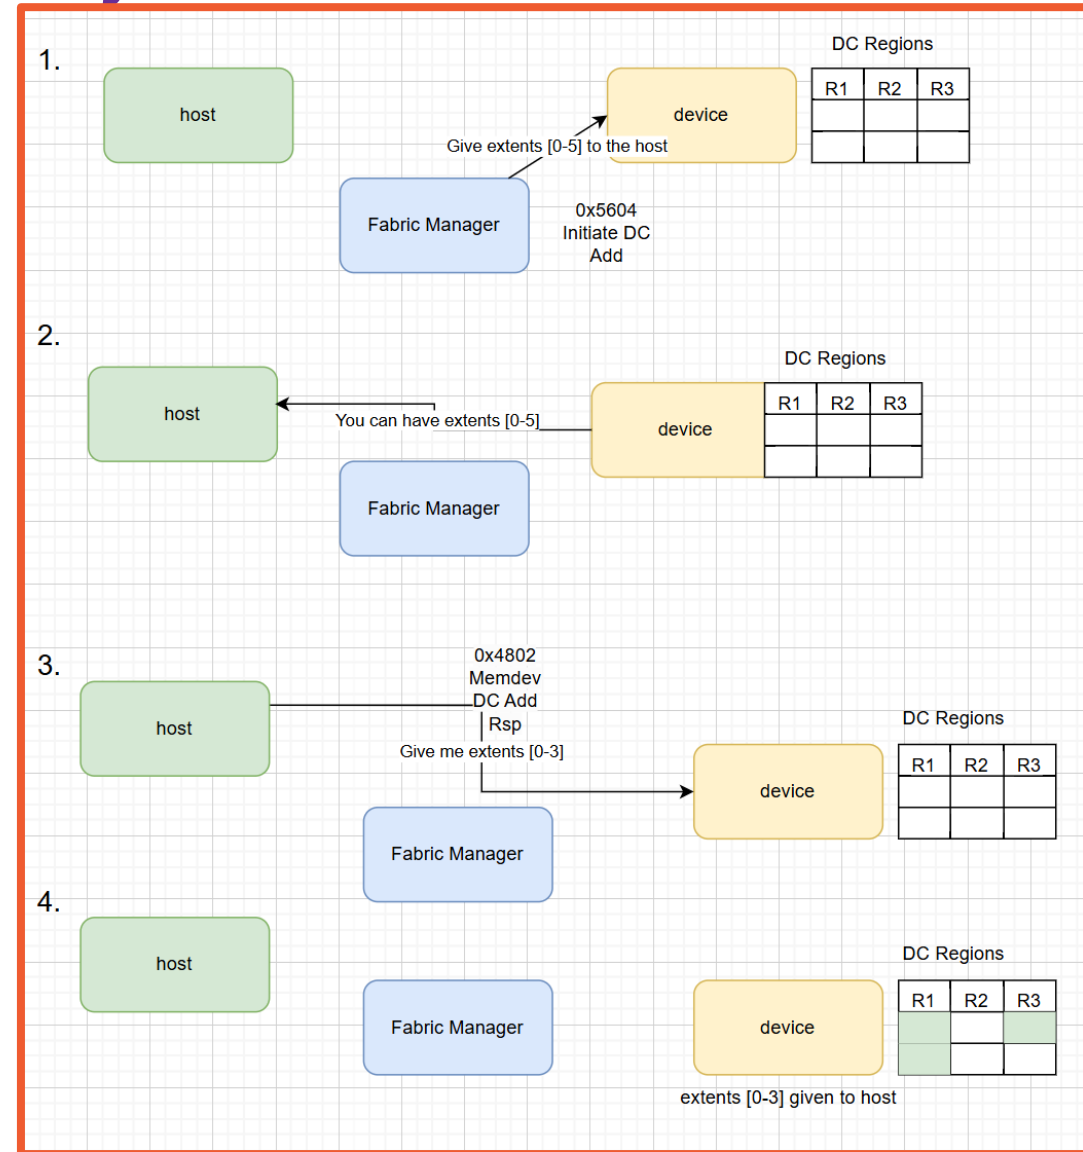 1.
DC Regions
host
device
R1 R2 R3
Give extents [0-5] to the host
Fabric Manager
0x5604
Initiate DC
Add
2.
DC Regions
host
You can have extents [0-5]
device
R1 R2 R3
Fabric Manager
3.
0x4802
Memdev
DC Add
Rsp
host
Give me extents [0-3]
DC Regions
device
R1 R2 R3
Fabric Manager
4.
host
DC Regions
Fabric Manager
device
R1 R2 R3
extents [0-3] given to host